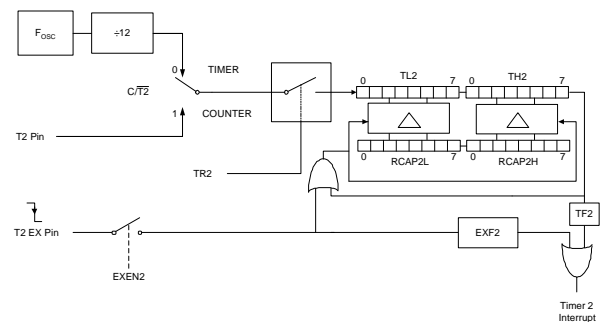 FOSC
÷12
0
TIMER
C/T2
1
COUNTER
T2 Pin
TR2
0 TL2 7
0 TH2 7
0 RCAP2L 7
0 RCAP2H 7
TF2
T2 EX Pin
EXEN2
EXF2
Timer 2
Interrupt